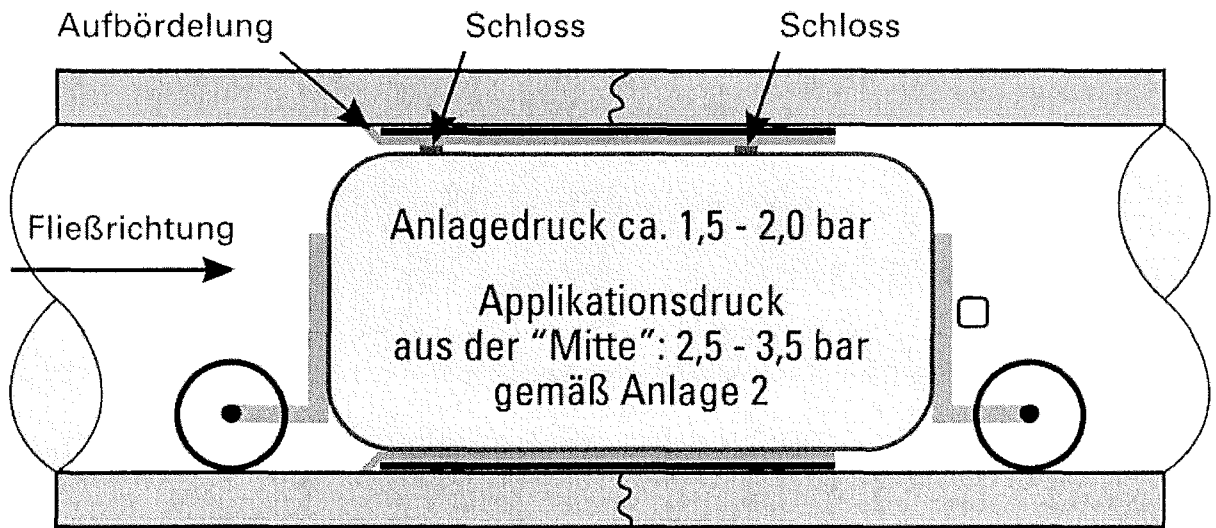 Aufbördelung
Schloss
Schloss
Fließrichtung
Anlagedruck ca. 1,5 - 2,0 bar
Applikationsdruck
aus der “Mitte”: 2,5 - 3,5 bar
gemäß Anlage 2